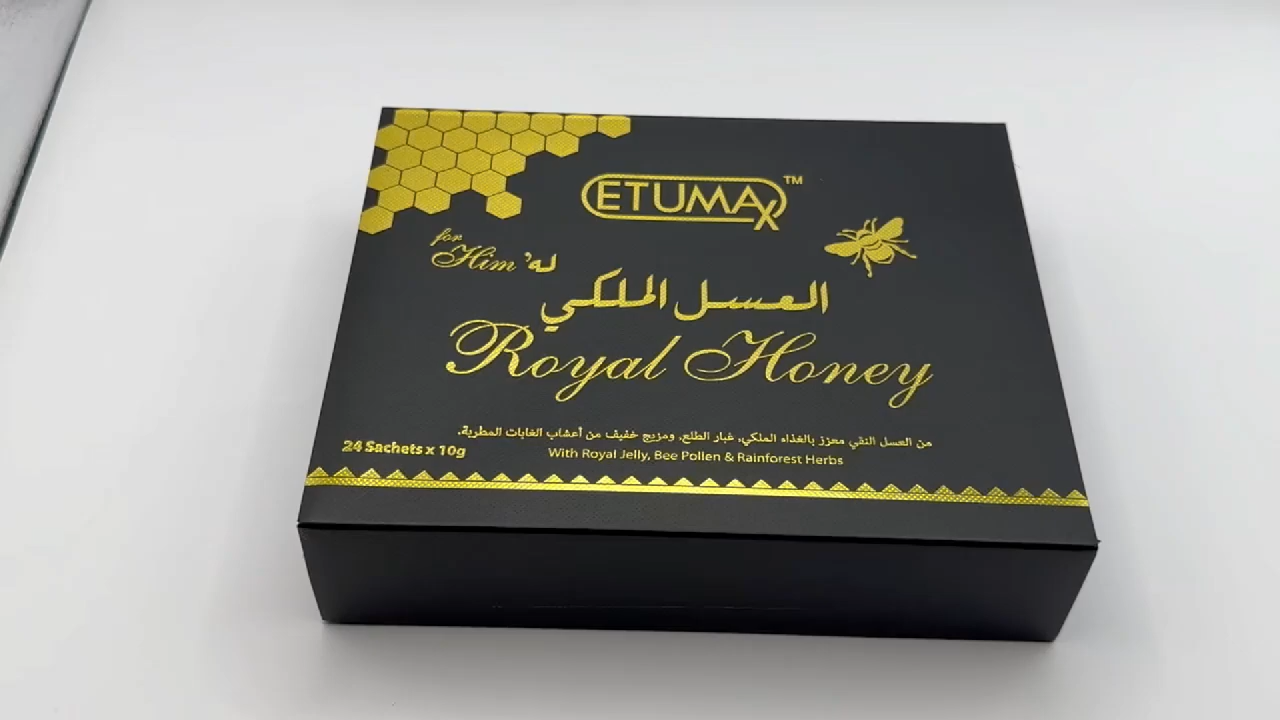 ETUMAX™
for
Him له'
العسل الملكي
Royal Honey
من العسل النقي معزز بالغذاء الملكي، غبار الطلع، ومزيج خفيف من أعشاب الغابات المطرية.
24 Sachets x 10g
With Royal Jelly, Bee Pollen & Rainforest Herbs